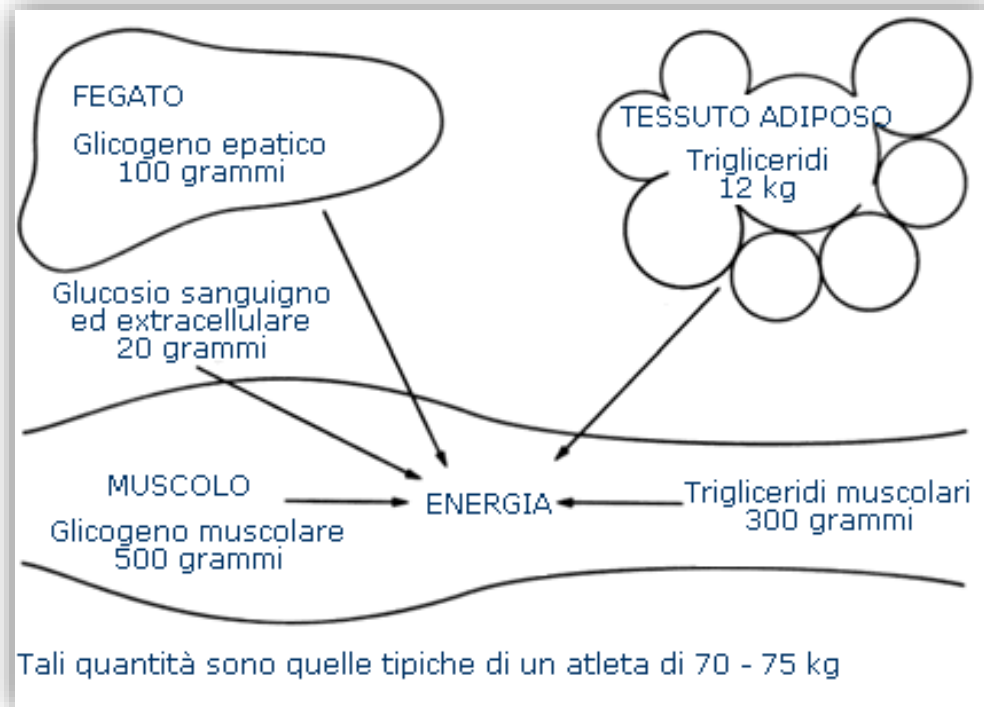 FEGATO
Glicogeno epatico
100 grammi
TESSUTO ADIPOSO
Trigliceridi
12 kg
Glucosio sanguigno
ed extracellulare
20 grammi
MUSCOLO
Glicogeno muscolare
500 grammi
ENERGIA
Trigliceridi muscolari
300 grammi
Tali quantità sono quelle tipiche di un atleta di 70 - 75 kg